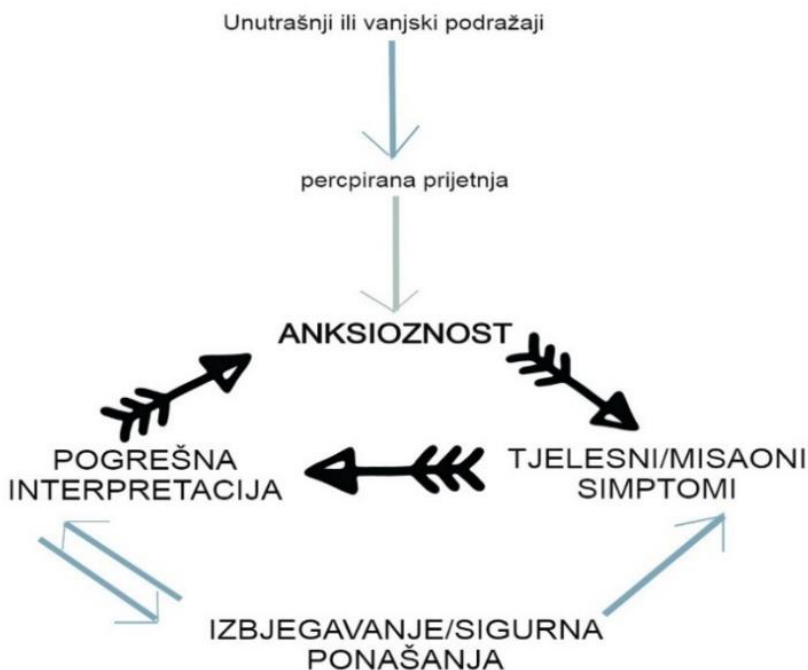 Unutrašnji ili vanjski podražaji
percpirana prijetnja
ANKSIOZNOST
POGREŠNA
INTERPRETACIJA
TJELESNI/MISAONI
SIMPTOMI
IZBJEGAVANJE/SIGURNA
PONAŠANJA